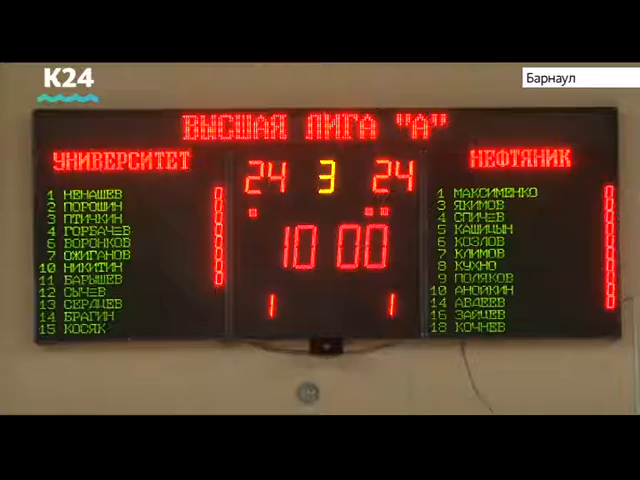 К24
Барнаул
ВЫСШАЯ ЛИГА "А"
УНИВЕРСИТЕТ
НЕФТЯНИК
24 3 24
10 00
1 1
1 НЕНАШЕВ
2 ПОРОШИН
3 ПТИЧКИН
4 ГОРБАЧЕВ
6 ВОРОНКОВ
7 ОЖИГАНОВ
10 НИКИТИН
11 БАРЫШЕВ
12 СЫЧЕВ
13 СЕРДЦЕВ
14 БРАГИН
15 КОСЯК
1 МАКСИМЕНКО
3 ЯКИМОВ
4 СПИЧЕВ
5 КАШИЦЫН
6 КОЗЛОВ
7 КЛИМОВ
8 КУХНО
9 ПОЛЯКОВ
10 АНОЙКИН
14 АВДЕЕВ
16 ЗАЙЦЕВ
18 КОЧНЕВ